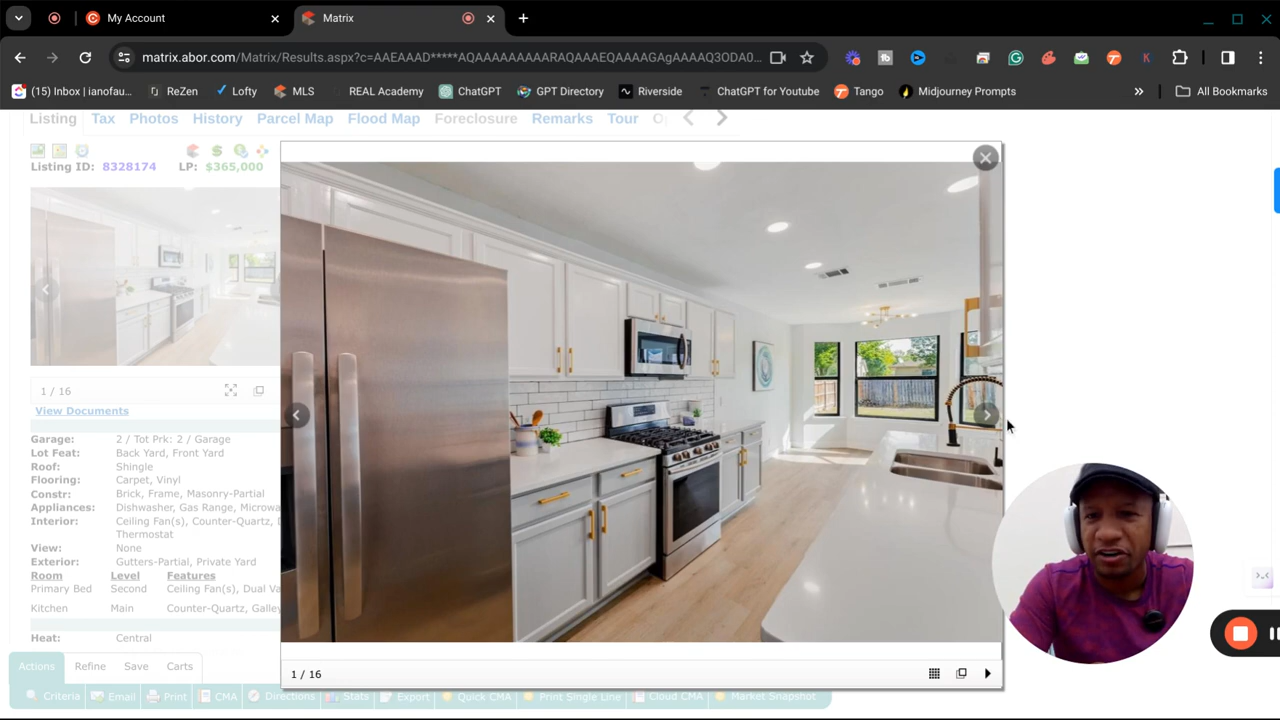 My Account
Matrix
matrix.abor.com/Matrix/Results.aspx?c=AAEAAAD*****AQAAAAAAAAARAQAAAEQAAAAGAgAAAAQ3ODA0...
(15) Inbox | ianofau...
ReZen
Lofty
MLS
REAL Academy
ChatGPT
GPT Directory
Riverside
ChatGPT for Youtube
Tango
Midjourney Prompts
All Bookmarks
Listing Tax Photos History Parcel Map Flood Map Foreclosure Remarks Tour
Listing ID: 8328174 LP: $365,000
1 / 16
View Documents
Garage: 2 / Tot Prk: 2 / Garage
Lot Feat: Back Yard, Front Yard
Roof: Shingle
Flooring: Carpet, Vinyl
Constr: Brick, Frame, Masonry-Partial
Appliances: Dishwasher, Gas Range, Microwa
Interior: Ceiling Fan(s), Counter-Quartz,
Thermostat
View: None
Exterior: Gutters-Partial, Private Yard
Room Level Features
Primary Bed Second Ceiling Fan(s), Dual Va
Kitchen Main Counter-Quartz, Galley
Heat: Central
1 / 16
Actions Refine Save Carts
Criteria Email Print CMA Directions Stats Export Quick CMA Print Single Line Cloud CMA Market Snapshot